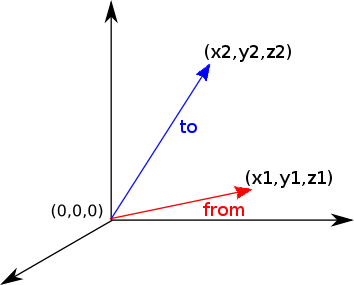 (x2,y2,z2)
to
(x1,y1,z1)
(0,0,0)
from